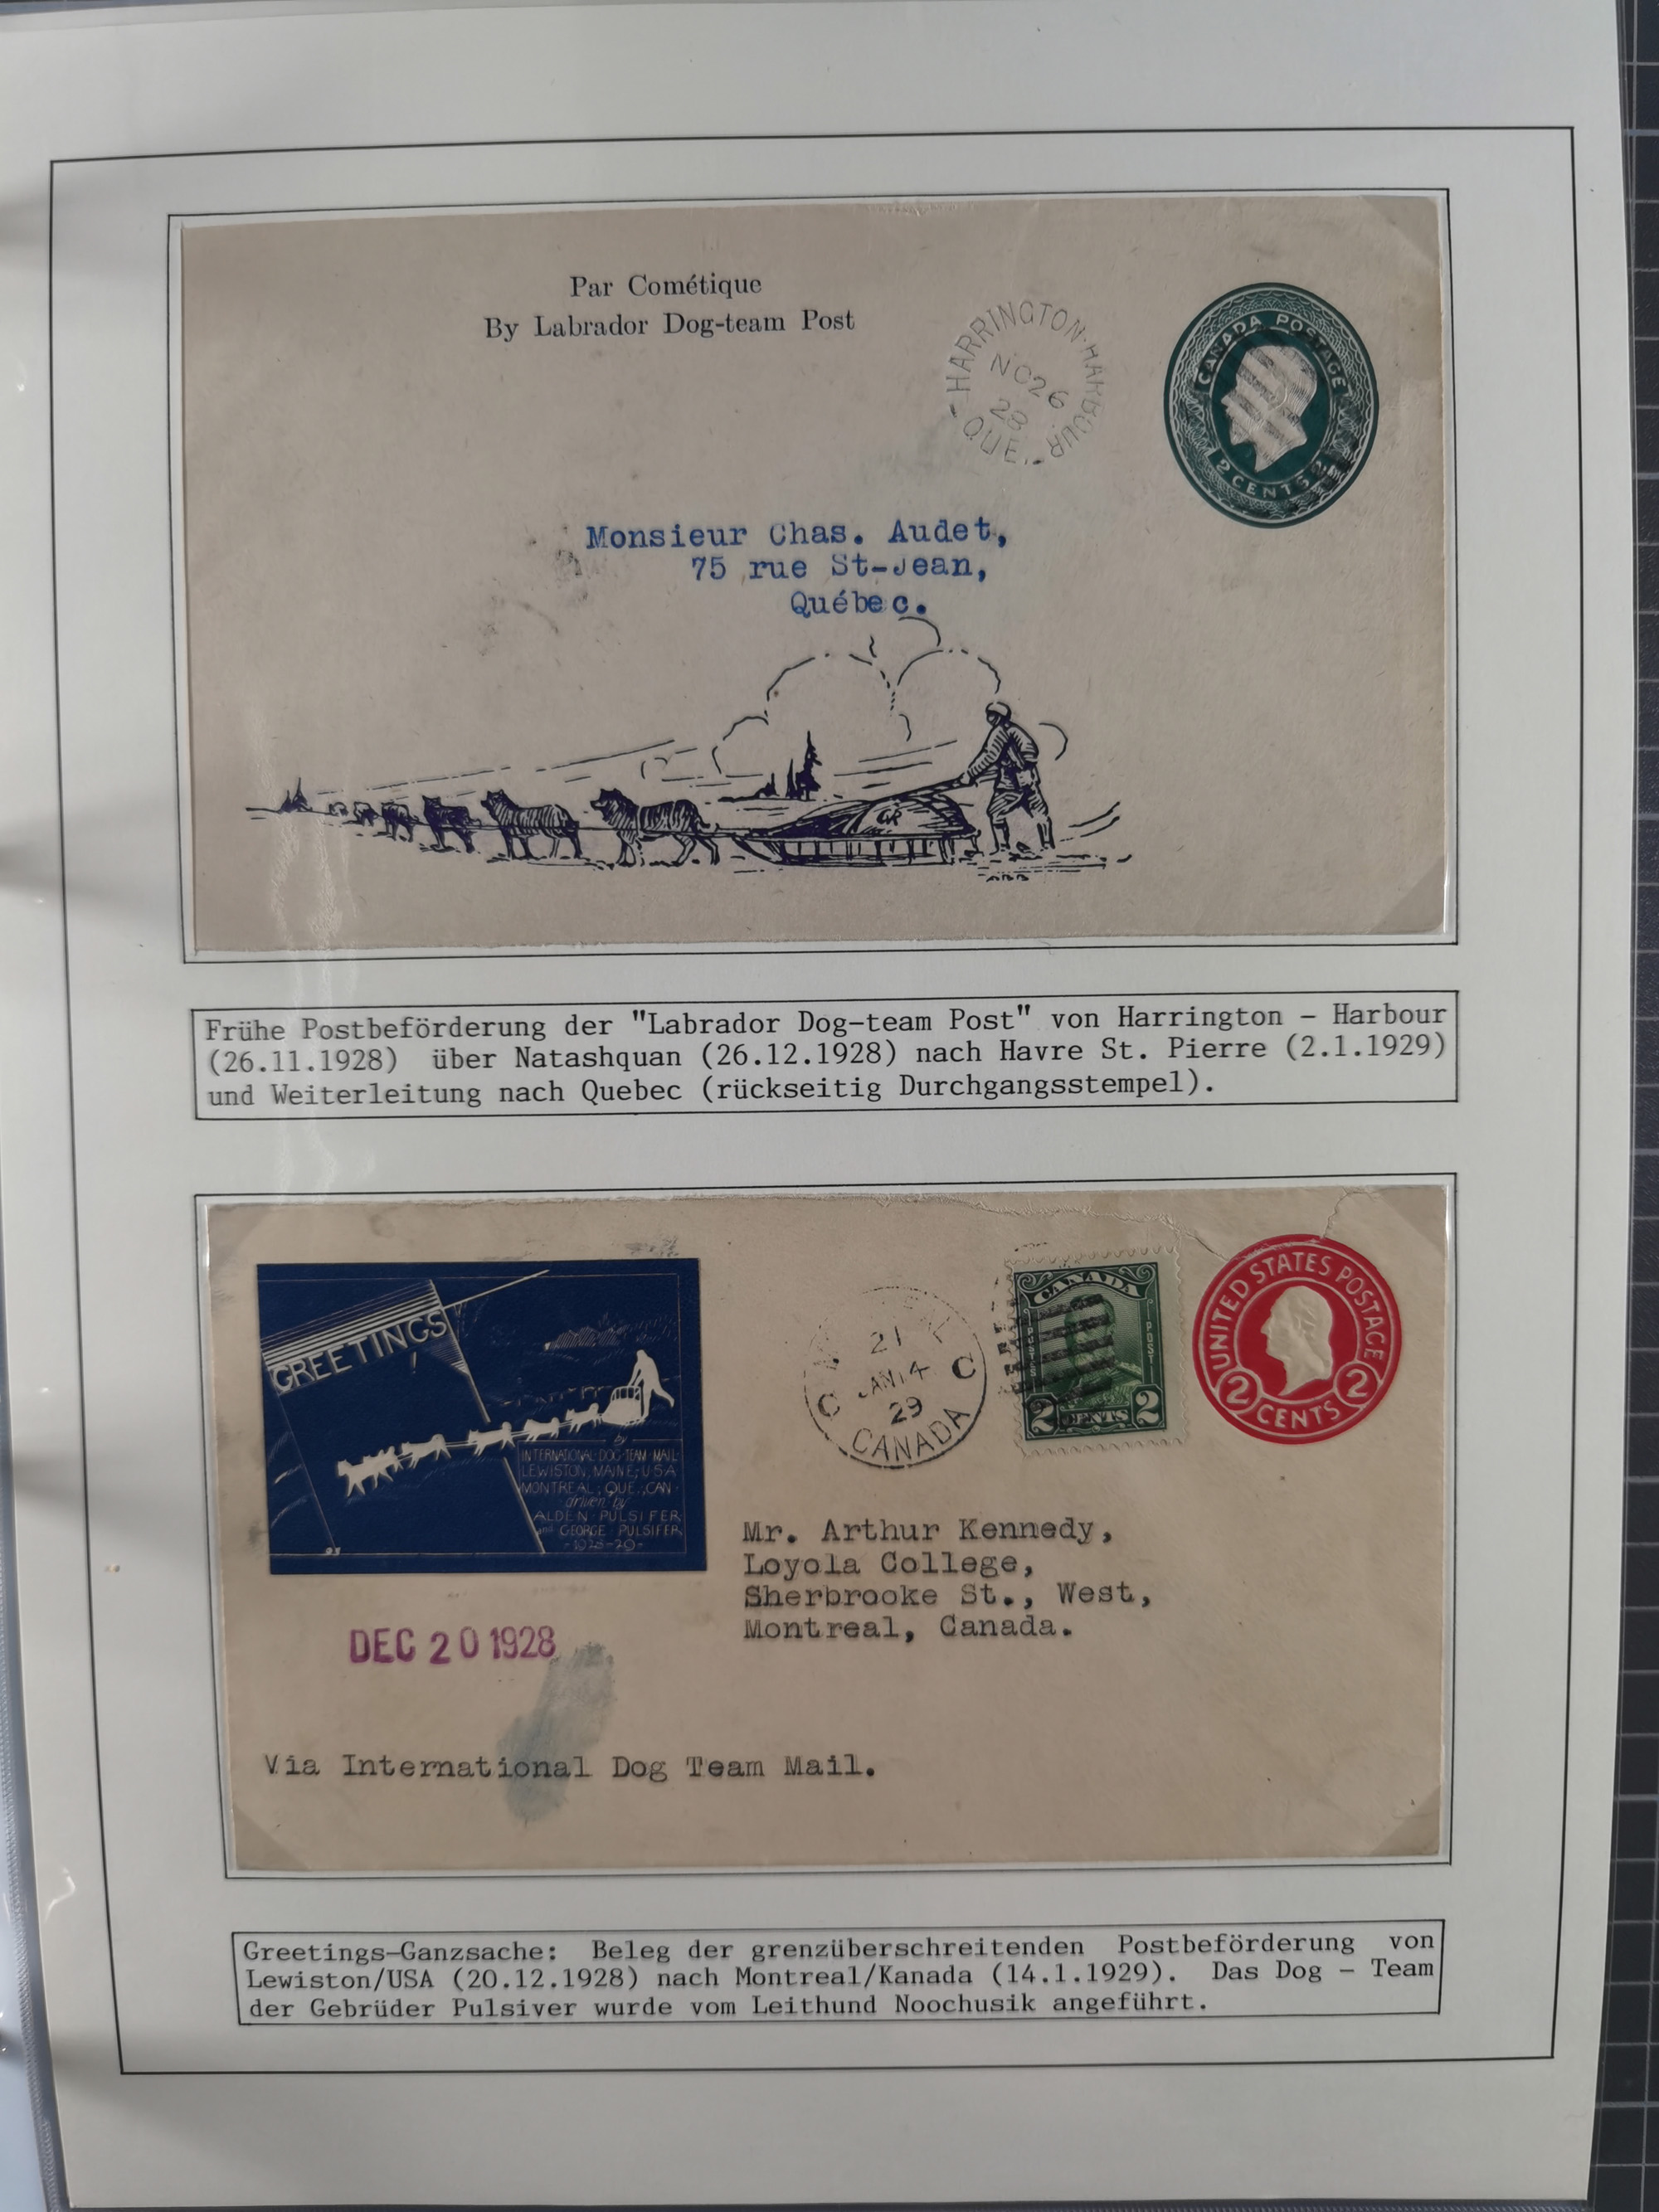 Par Cométique
By Labrador Dog-team Post
HARRINGTON-HARBOUR
NO 26
28
QUE.
CANADA POSTAGE
2 CENTS 2
Monsieur Chas. Audet,
75 rue St-Jean,
Québec.
GR
Frühe Postbeförderung der "Labrador Dog-team Post" von Harrington - Harbour
(26.11.1928) über Natashquan (26.12.1928) nach Havre St. Pierre (2.1.1929)
und Weiterleitung nach Quebec (rückseitig Durchgangsstempel).
GREETINGS
by
INTERNATIONAL·DOG·TEAM·MAIL·
LEWISTON, MAINE, USA
MONTREAL, QUE., CAN·
driven by
ALDEN·PULSIFER
and GEORGE·PULSIFER
-1928-29-
21
JAN 14
29
C C
CANADA
CANADA
POSTES POST
2 CENTS 2
UNITED STATES POSTAGE
2 CENTS 2
Mr. Arthur Kennedy,
Loyola College,
Sherbrooke St., West,
Montreal, Canada.
DEC 20 1928
Via International Dog Team Mail.
Greetings-Ganzsache: Beleg der grenzüberschreitenden Postbeförderung von
Lewiston/USA (20.12.1928) nach Montreal/Kanada (14.1.1929). Das Dog - Team
der Gebrüder Pulsiver wurde vom Leithund Noochusik angeführt.